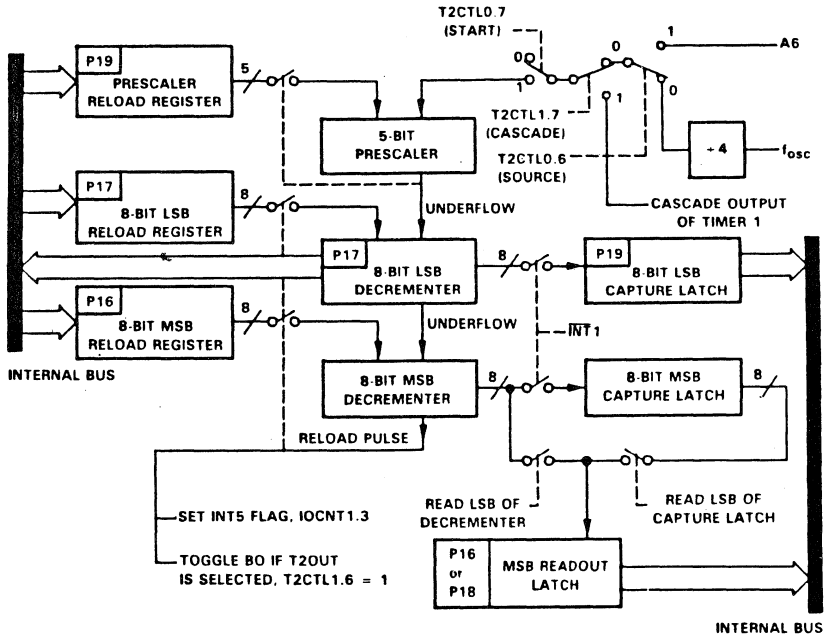 T2CTL0.7
(START)
1
A6
0
0
1
0
T2CTL1.7
(CASCADE)
1
÷4
fosc
T2CTL0.6
(SOURCE)
CASCADE OUTPUT
OF TIMER 1
P19
PRESCALER
RELOAD REGISTER
5
5-BIT
PRESCALER
P17
8-BIT LSB
RELOAD REGISTER
8
UNDERFLOW
P17
8-BIT LSB
DECREMENTER
8
P19
8-BIT LSB
CAPTURE LATCH
P16
8-BIT MSB
RELOAD REGISTER
8
UNDERFLOW
INT1
INTERNAL BUS
8-BIT MSB
DECREMENTER
8
8-BIT MSB
CAPTURE LATCH
8
RELOAD PULSE
READ LSB OF
DECREMENTER
READ LSB OF
CAPTURE LATCH
SET INT5 FLAG, IOCNT1.3
TOGGLE BO IF T2OUT
IS SELECTED, T2CTL1.6 = 1
P16
or
P18
MSB READOUT
LATCH
INTERNAL BUS